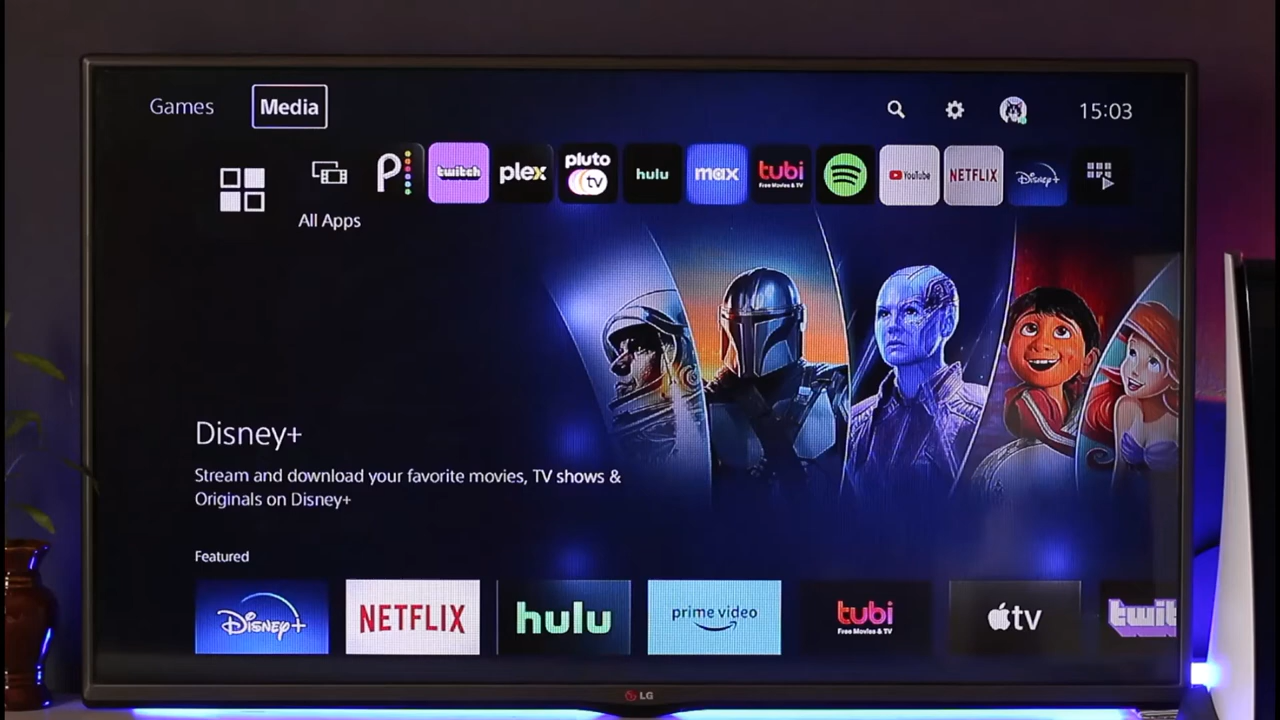 Games Media 15:03
P twitch plex pluto tv hulu max tubi Free Movies & TV YouTube NETFLIX Disney+
All Apps
Disney+
Stream and download your favorite movies, TV shows &
Originals on Disney+
Featured
Disney+ NETFLIX hulu prime video tubi Free Movies & TV tv twit
LG